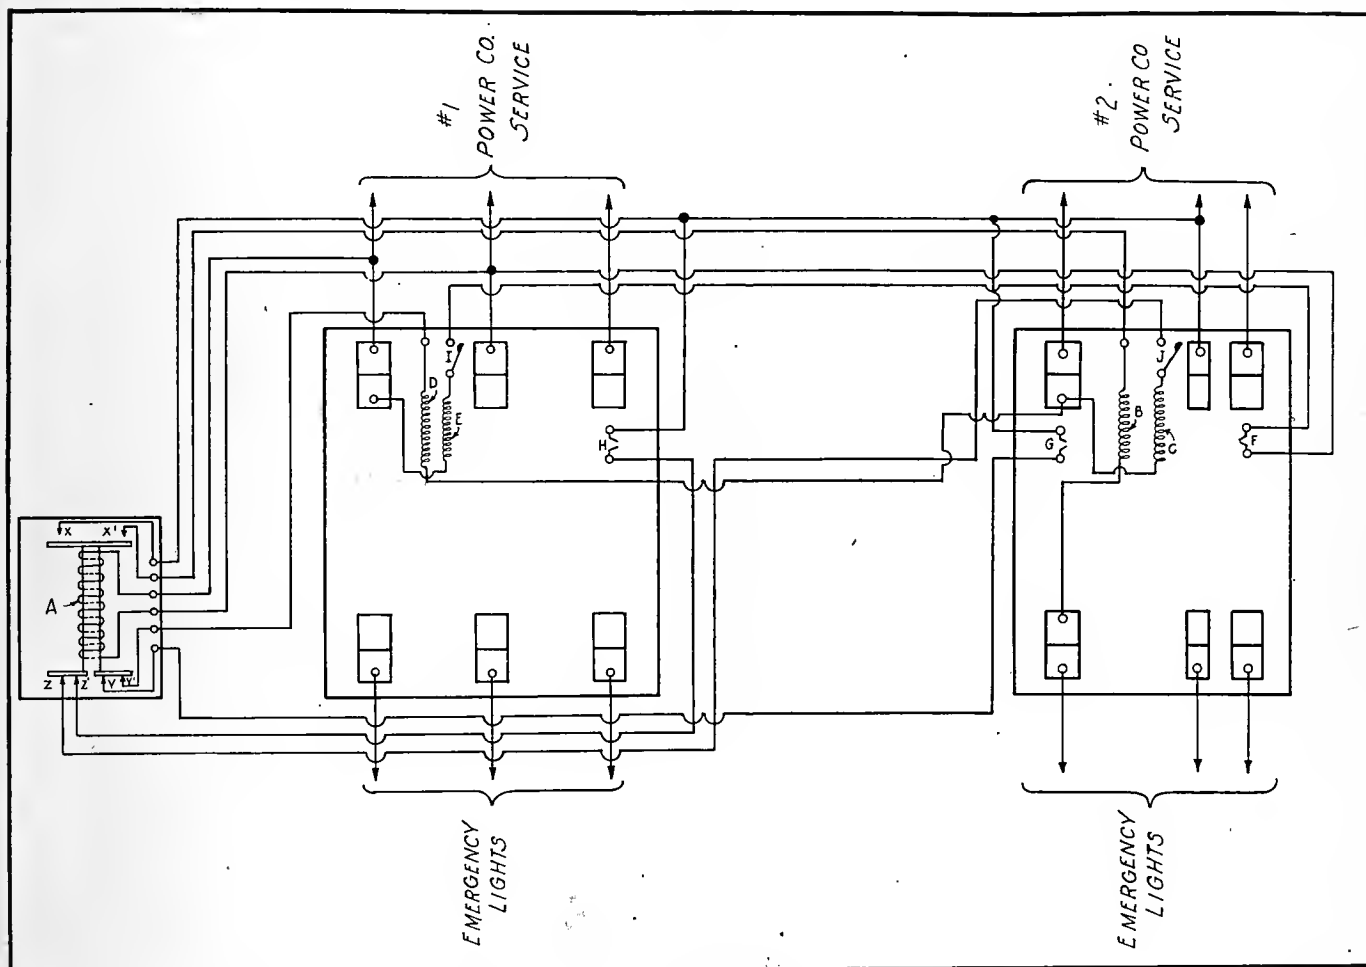 #1
POWER CO.
SERVICE
#2.
POWER CO
SERVICE
I
D
E
H
J
B
C
G
F
X X'
A
Z Z' Y Y'
EMERGENCY
LIGHTS
EMERGENCY
LIGHTS